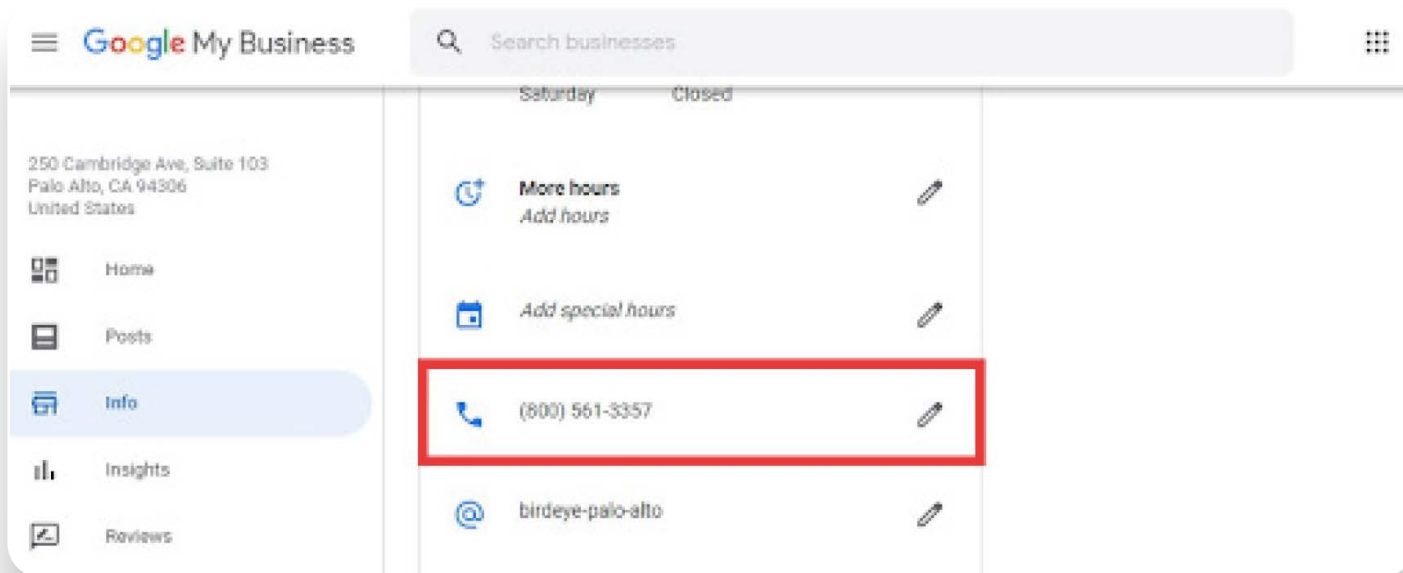 Google My Business
Search businesses
Saturday Closed
250 Cambridge Ave, Suite 103
Palo Alto, CA 94306
United States
Home
Posts
Info
Insights
Reviews
More hours
Add hours
Add special hours
(800) 561-3357
birdeye-palo-alto